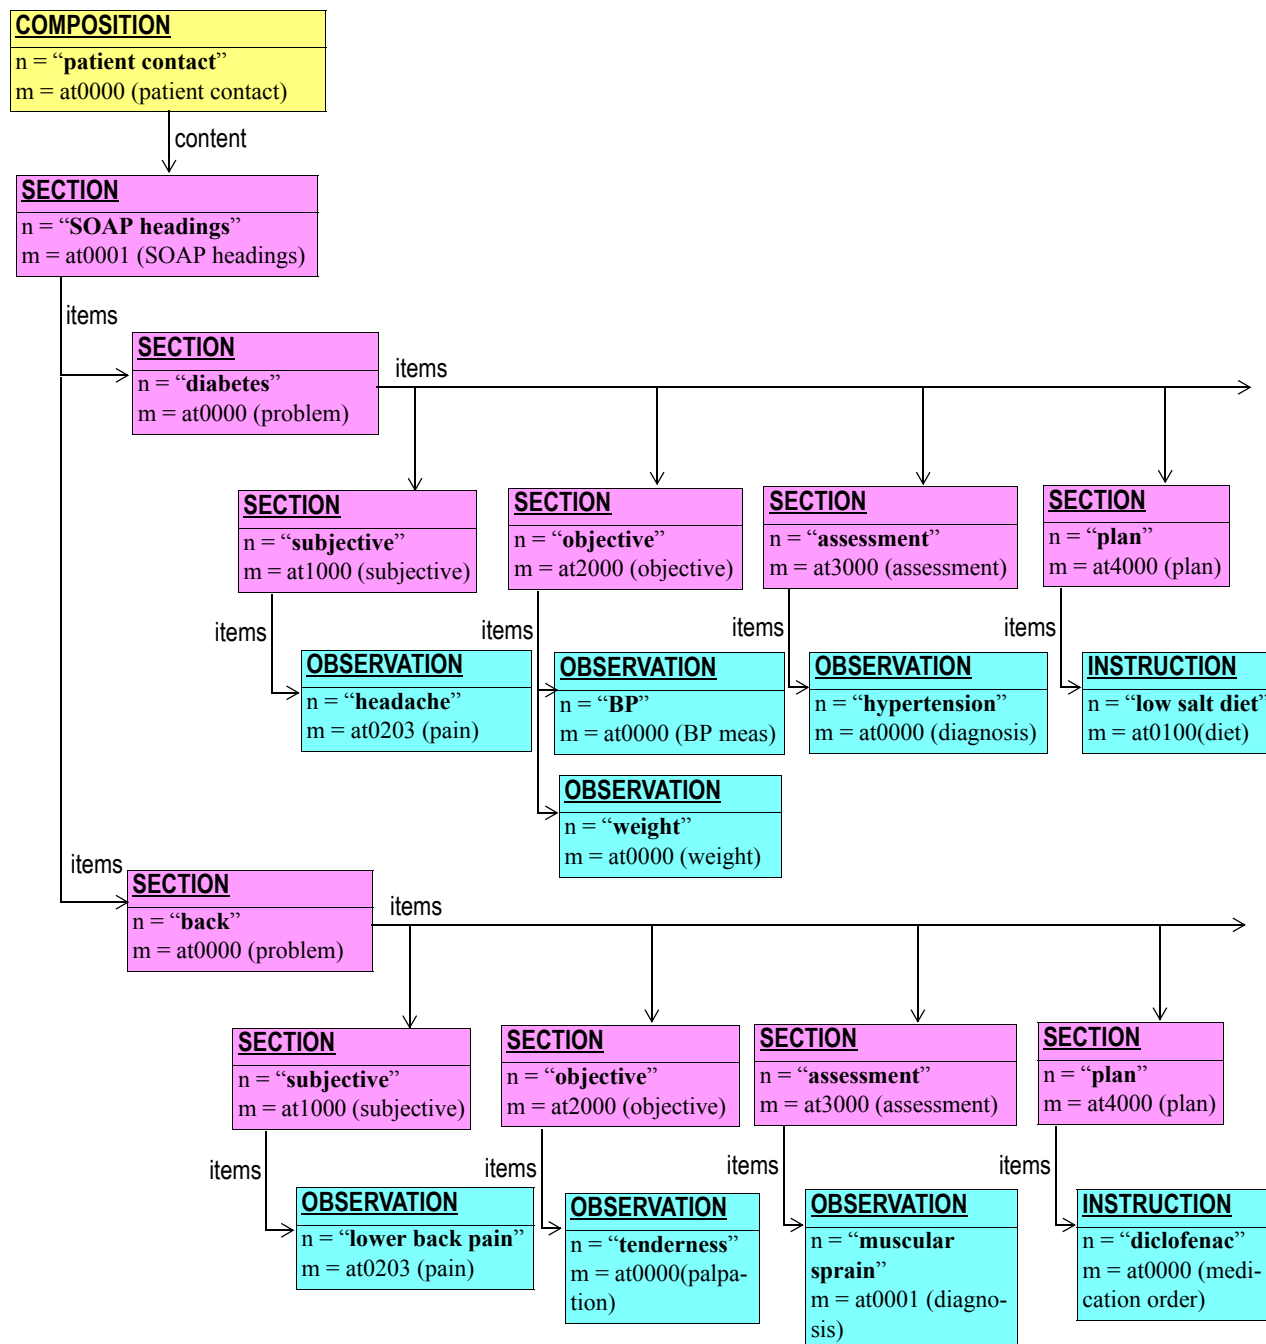 COMPOSITION
n = “patient contact”
m = at0000 (patient contact)
content
SECTION
n = “SOAP headings”
m = at0001 (SOAP headings)
items
SECTION
n = “diabetes”
m = at0000 (problem)
items
SECTION
n = “subjective”
m = at1000 (subjective)
SECTION
n = “objective”
m = at2000 (objective)
SECTION
n = “assessment”
m = at3000 (assessment)
SECTION
n = “plan”
m = at4000 (plan)
items
OBSERVATION
n = “headache”
m = at0203 (pain)
items
OBSERVATION
n = “BP”
m = at0000 (BP meas)
OBSERVATION
n = “weight”
m = at0000 (weight)
items
OBSERVATION
n = “hypertension”
m = at0000 (diagnosis)
items
INSTRUCTION
n = “low salt diet”
m = at0100(diet)
items
SECTION
n = “back”
m = at0000 (problem)
items
SECTION
n = “subjective”
m = at1000 (subjective)
SECTION
n = “objective”
m = at2000 (objective)
SECTION
n = “assessment”
m = at3000 (assessment)
SECTION
n = “plan”
m = at4000 (plan)
items
OBSERVATION
n = “lower back pain”
m = at0203 (pain)
items
OBSERVATION
n = “tenderness”
m = at0000(palpa-
tion)
items
OBSERVATION
n = “muscular
sprain”
m = at0001 (diagno-
sis)
items
INSTRUCTION
n = “diclofenac”
m = at0000 (medi-
cation order)